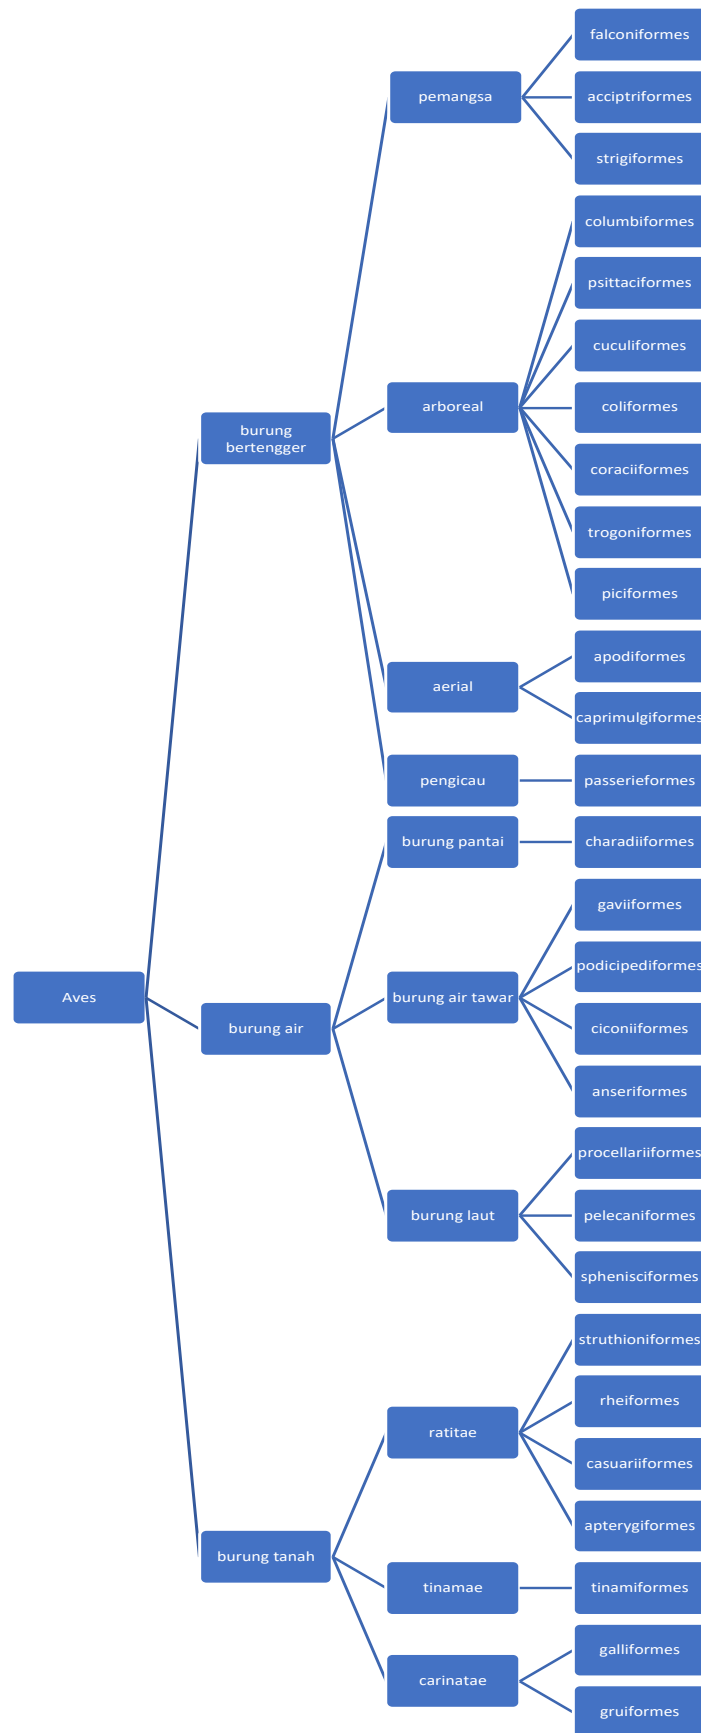 falconiformes
pemangsa
acciptriformes
strigiformes
columbiformes
psittaciformes
cuculiformes
arboreal
coliformes
burung
bertengger
coraciiformes
trogoniformes
piciformes
apodiformes
aerial
caprimulgiformes
pengicau
passerieformes
burung pantai
charadiiformes
gaviiformes
podicipediformes
Aves
burung air tawar
burung air
ciconiiformes
anseriformes
procellariiformes
burung laut
pelecaniformes
sphenisciformes
struthioniformes
rheiformes
ratitae
casuariiformes
apterygiformes
burung tanah
tinamae
tinamiformes
galliformes
carinatae
gruiformes